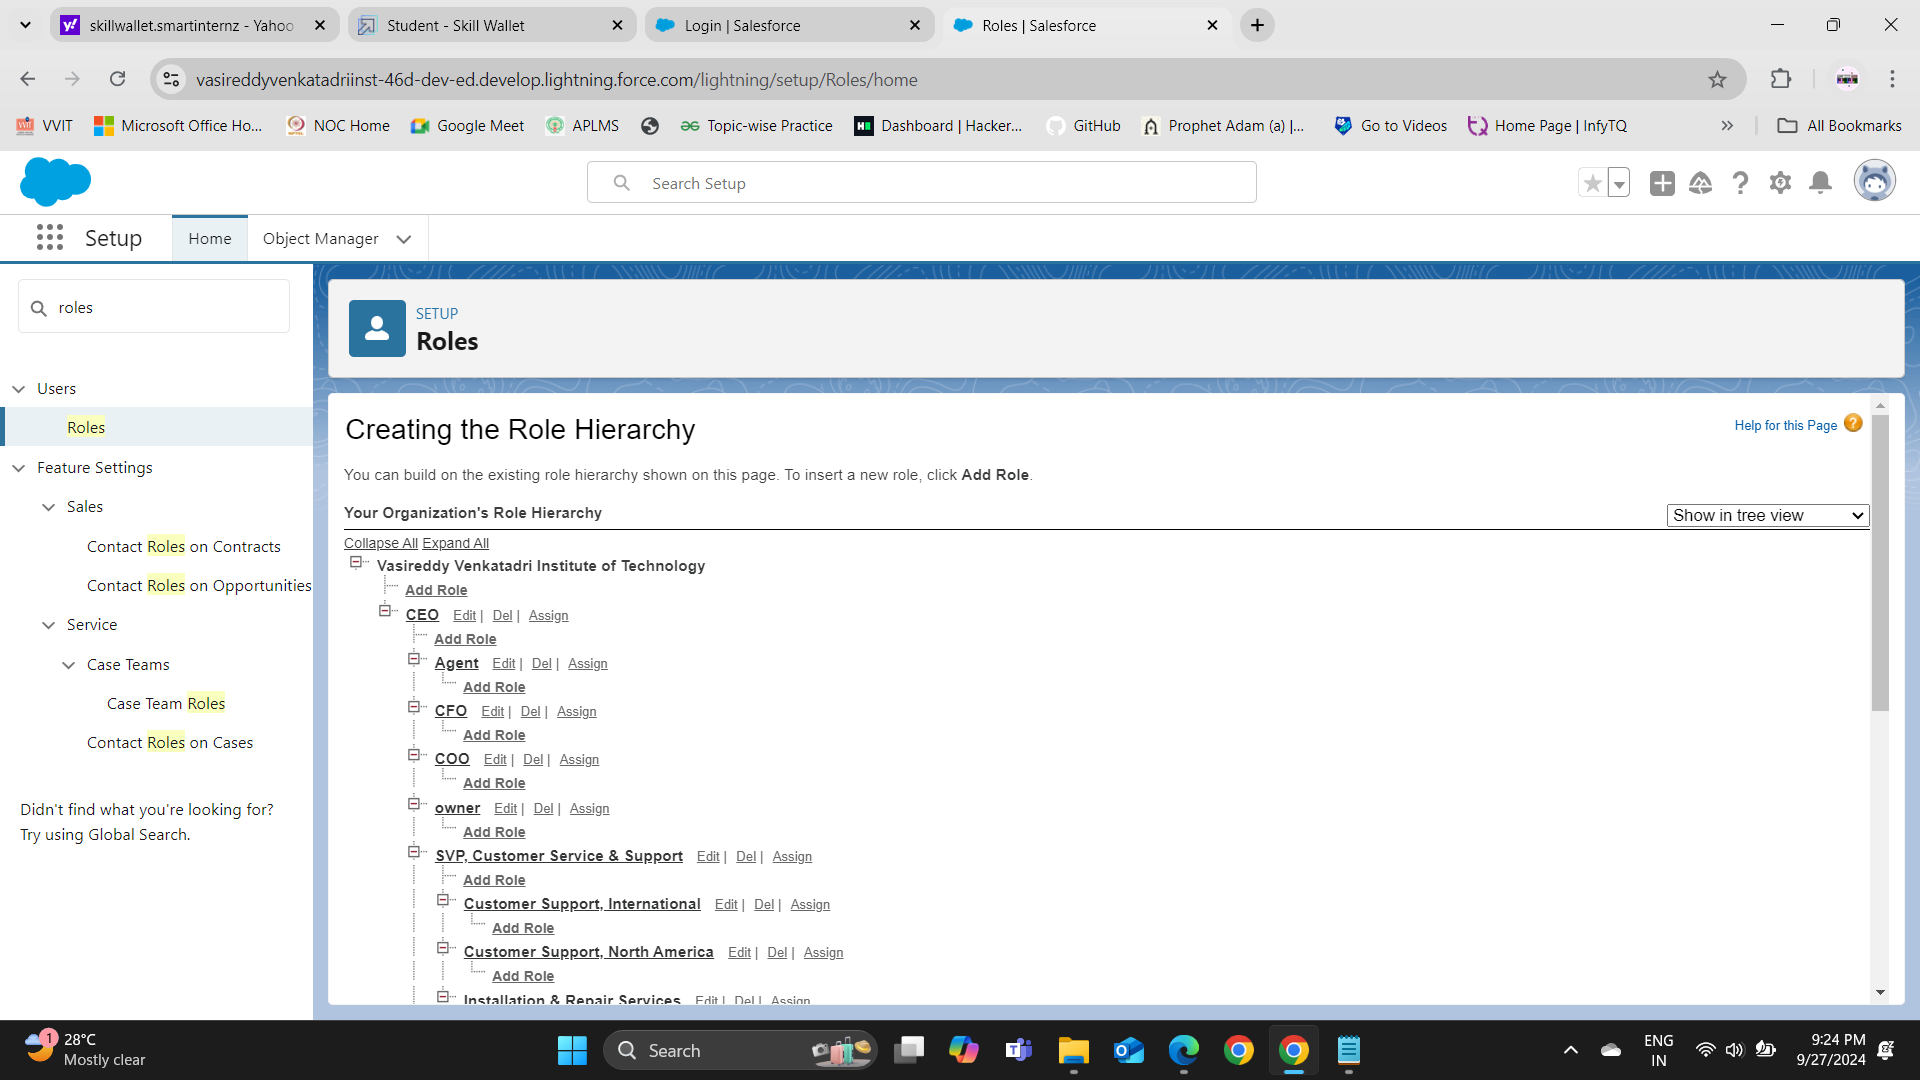 skillwallet.smartinternz - Yahoo
Student - Skill Wallet
Login | Salesforce
Roles | Salesforce
vasireddyvenkatadriinst-46d-dev-ed.develop.lightning.force.com/lightning/setup/Roles/home
VVIT
Microsoft Office Ho...
NOC Home
Google Meet
APLMS
Topic-wise Practice
Dashboard | Hacker...
GitHub
Prophet Adam (a) |...
Go to Videos
Home Page | InfyTQ
All Bookmarks
Search Setup
Setup
Home
Object Manager
roles
Users
Roles
Feature Settings
Sales
Contact Roles on Contracts
Contact Roles on Opportunities
Service
Case Teams
Case Team Roles
Contact Roles on Cases
Didn't find what you're looking for?
Try using Global Search.
SETUP
Roles
Creating the Role Hierarchy
Help for this Page ?
You can build on the existing role hierarchy shown on this page. To insert a new role, click Add Role.
Your Organization's Role Hierarchy
Show in tree view
Collapse All Expand All
Vasireddy Venkatadri Institute of Technology
Add Role
CEO Edit | Del | Assign
Add Role
Agent Edit | Del | Assign
Add Role
CFO Edit | Del | Assign
Add Role
COO Edit | Del | Assign
Add Role
owner Edit | Del | Assign
Add Role
SVP, Customer Service & Support Edit | Del | Assign
Add Role
Customer Support, International Edit | Del | Assign
Add Role
Customer Support, North America Edit | Del | Assign
Add Role
Installation & Repair Services Edit | Del | Assign
1
28°C
Mostly clear
Search
ENG
IN
9:24 PM
9/27/2024